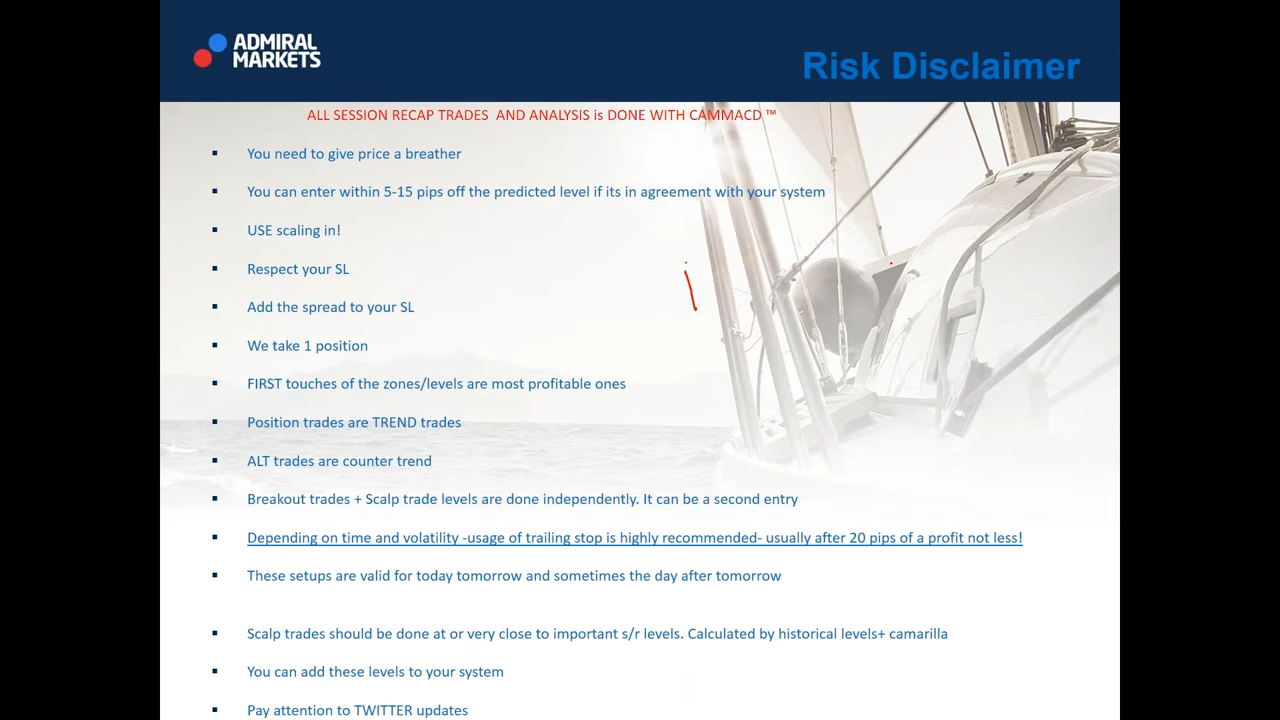 ADMIRAL
MARKETS
Risk Disclaimer
ALL SESSION RECAP TRADES  AND ANALYSIS is DONE WITH CAMMACD ™
▪ You need to give price a breather
▪ You can enter within 5-15 pips off the predicted level if its in agreement with your system
▪ USE scaling in!
▪ Respect your SL
▪ Add the spread to your SL
▪ We take 1 position
▪ FIRST touches of the zones/levels are most profitable ones
▪ Position trades are TREND trades
▪ ALT trades are counter trend
▪ Breakout trades + Scalp trade levels are done independently. It can be a second entry
▪ Depending on time and volatility -usage of trailing stop is highly recommended- usually after 20 pips of a profit not less!
▪ These setups are valid for today tomorrow and sometimes the day after tomorrow
▪ Scalp trades should be done at or very close to important s/r levels. Calculated by historical levels+ camarilla
▪ You can add these levels to your system
▪ Pay attention to TWITTER updates